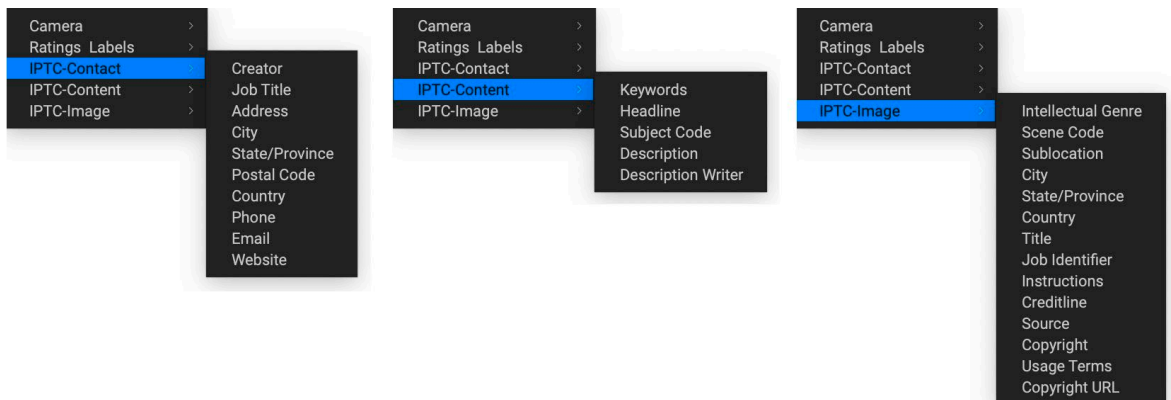 Camera
Ratings Labels
IPTC-Contact
IPTC-Content
IPTC-Image
Creator
Job Title
Address
City
State/Province
Postal Code
Country
Phone
Email
Website
Camera
Ratings Labels
IPTC-Contact
IPTC-Content
IPTC-Image
Keywords
Headline
Subject Code
Description
Description Writer
Camera
Ratings Labels
IPTC-Contact
IPTC-Content
IPTC-Image
Intellectual Genre
Scene Code
Sublocation
City
State/Province
Country
Title
Job Identifier
Instructions
Creditline
Source
Copyright
Usage Terms
Copyright URL